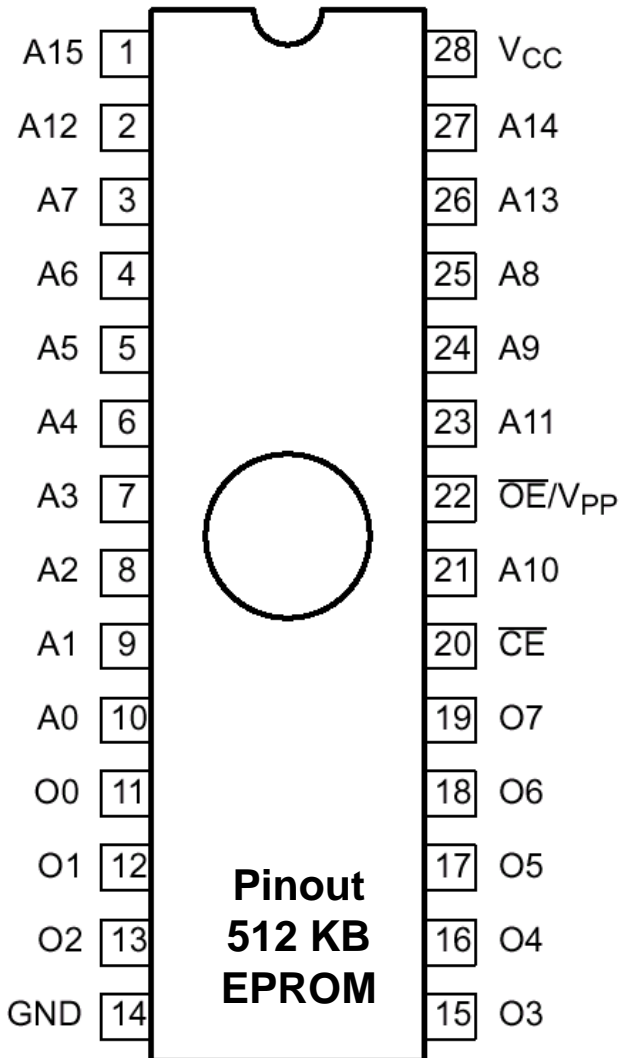 A15 1 28 VCC
A12 2 27 A14
A7 3 26 A13
A6 4 25 A8
A5 5 24 A9
A4 6 23 A11
A3 7 22 O̅E̅/VPP
A2 8 21 A10
A1 9 20 C̅E̅
A0 10 19 O7
O0 11 18 O6
O1 12 17 O5
O2 13 16 O4
GND 14 15 O3
Pinout
512 KB
EPROM